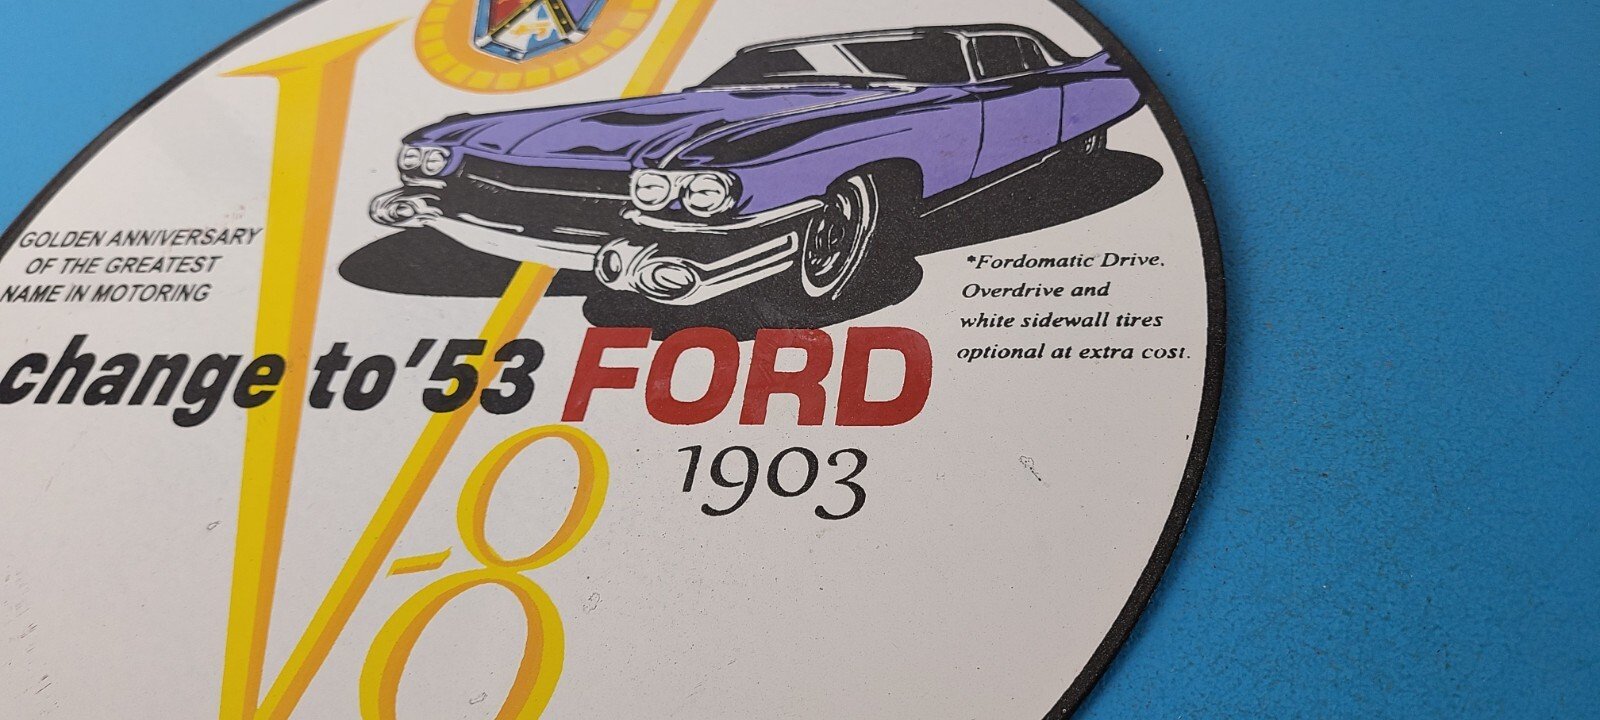 GOLDEN ANNIVERSARY
OF THE GREATEST
NAME IN MOTORING
*Fordomatic Drive.
Overdrive and
white sidewall tires
optional at extra cost.
change to '53 FORD
1903
V-8